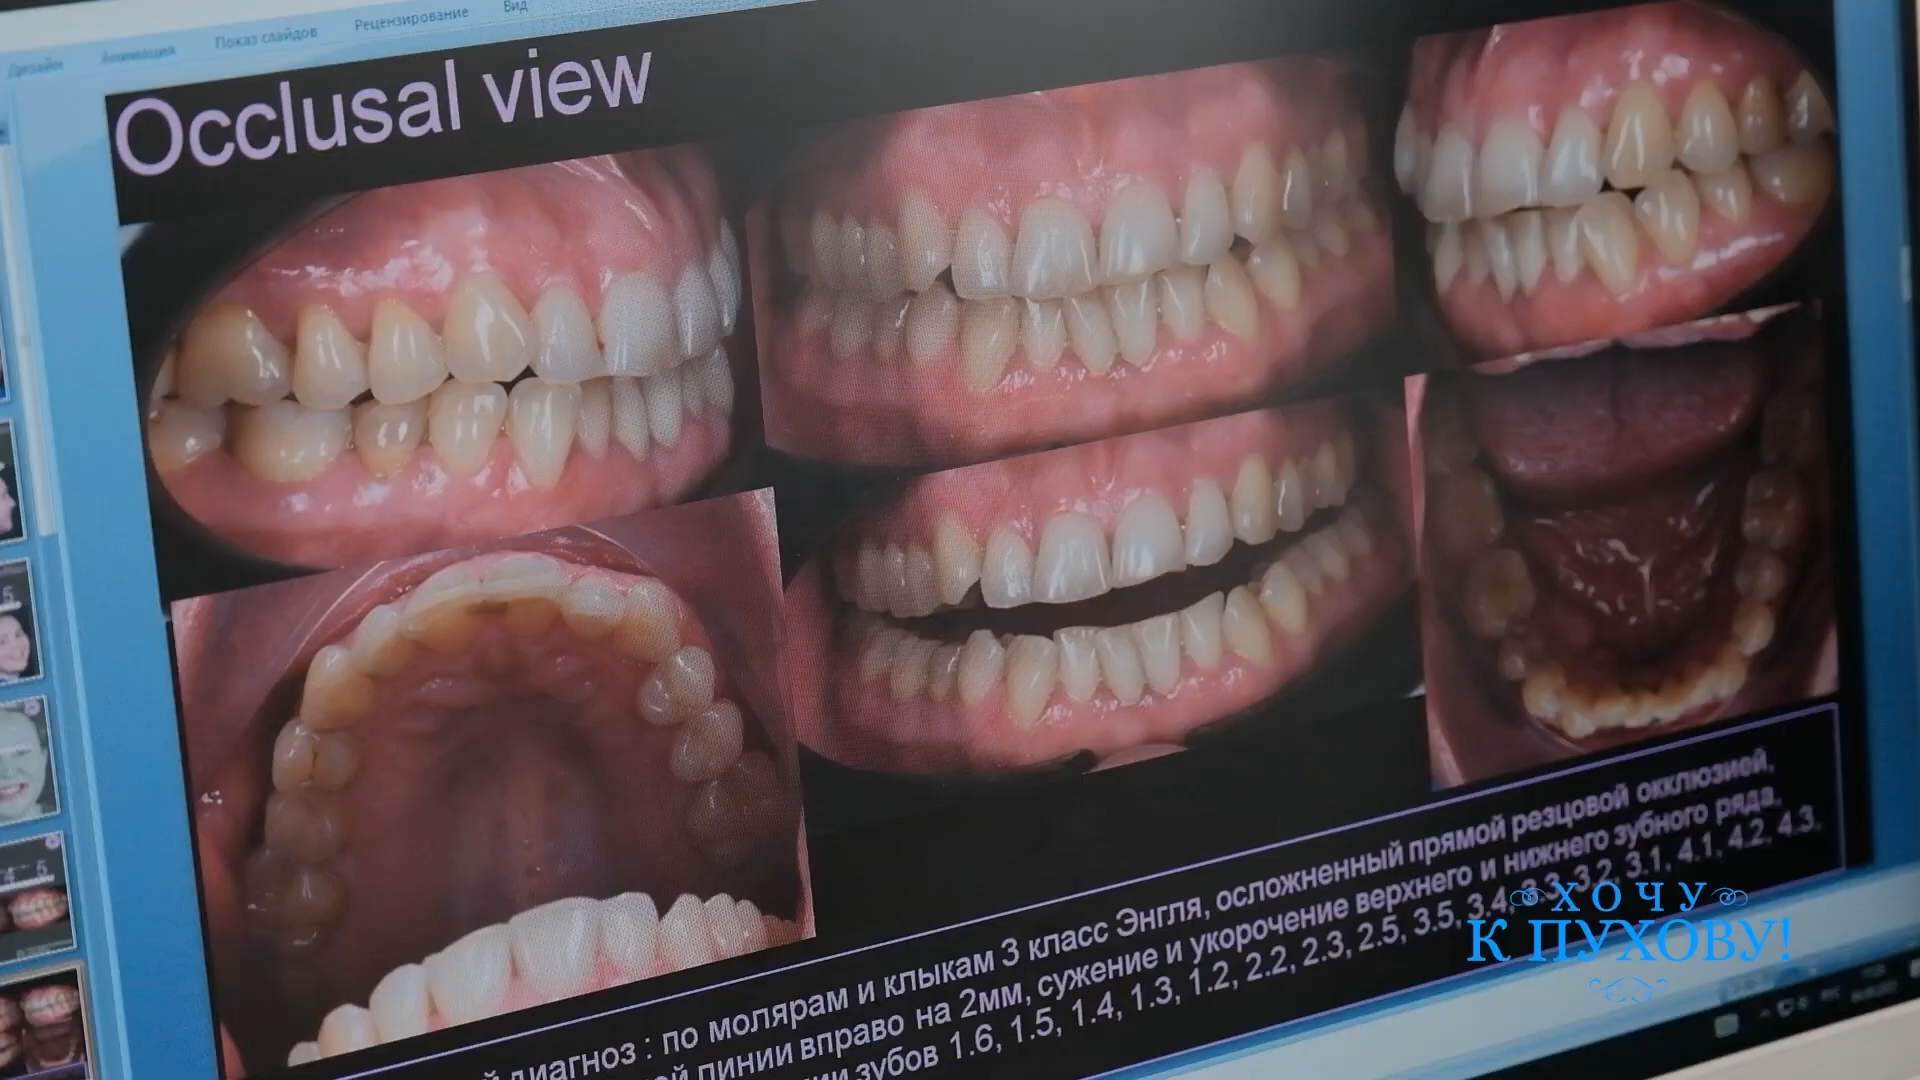 Дизайн Анимация Показ слайдов Рецензирование Вид
Occlusal view
диагноз : по молярам и клыкам 3 класс Энгля, осложненный прямой резцовой окклюзией,
линии вправо на 2мм, сужение и укорочение верхнего и нижнего зубного ряда,
зубов 1.6, 1.5, 1.4, 1.3, 1.2, 2.2, 2.3, 2.5, 3.5, 3.4, 3.3, 3.2, 3.1, 4.1, 4.2, 4.3,
ХОЧУ
К ПУХОВУ!